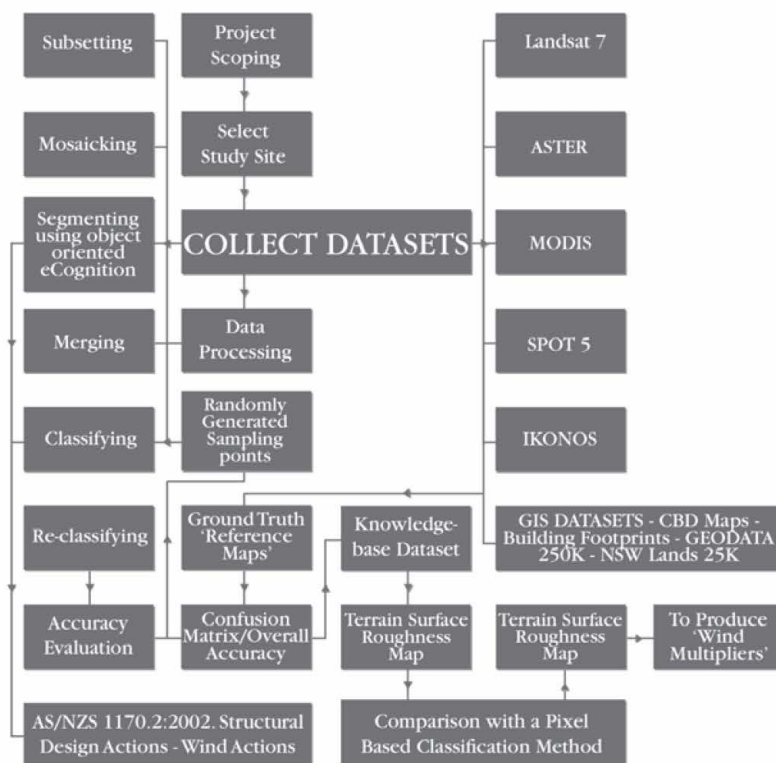 Subsetting
Project
Scoping
Landsat 7
Mosaicking
Select
Study Site
ASTER
Segmenting
using object
oriented
eCognition
COLLECT DATASETS
MODIS
Merging
Data
Processing
SPOT 5
Classifying
Randomly
Generated
Sampling
points
IKONOS
Re-classifying
Ground Truth
'Reference
Maps'
Knowledge-
base Dataset
GIS DATASETS - CBD Maps -
Building Footprints - GEODATA
250K - NSW Lands 25K
Accuracy
Evaluation
Confusion
Matrix/Overall
Accuracy
Terrain Surface
Roughness
Map
Terrain Surface
Roughness
Map
To Produce
'Wind
Multipliers'
AS/NZS 1170.2:2002. Structural
Design Actions - Wind Actions
Comparison with a Pixel
Based Classification Method